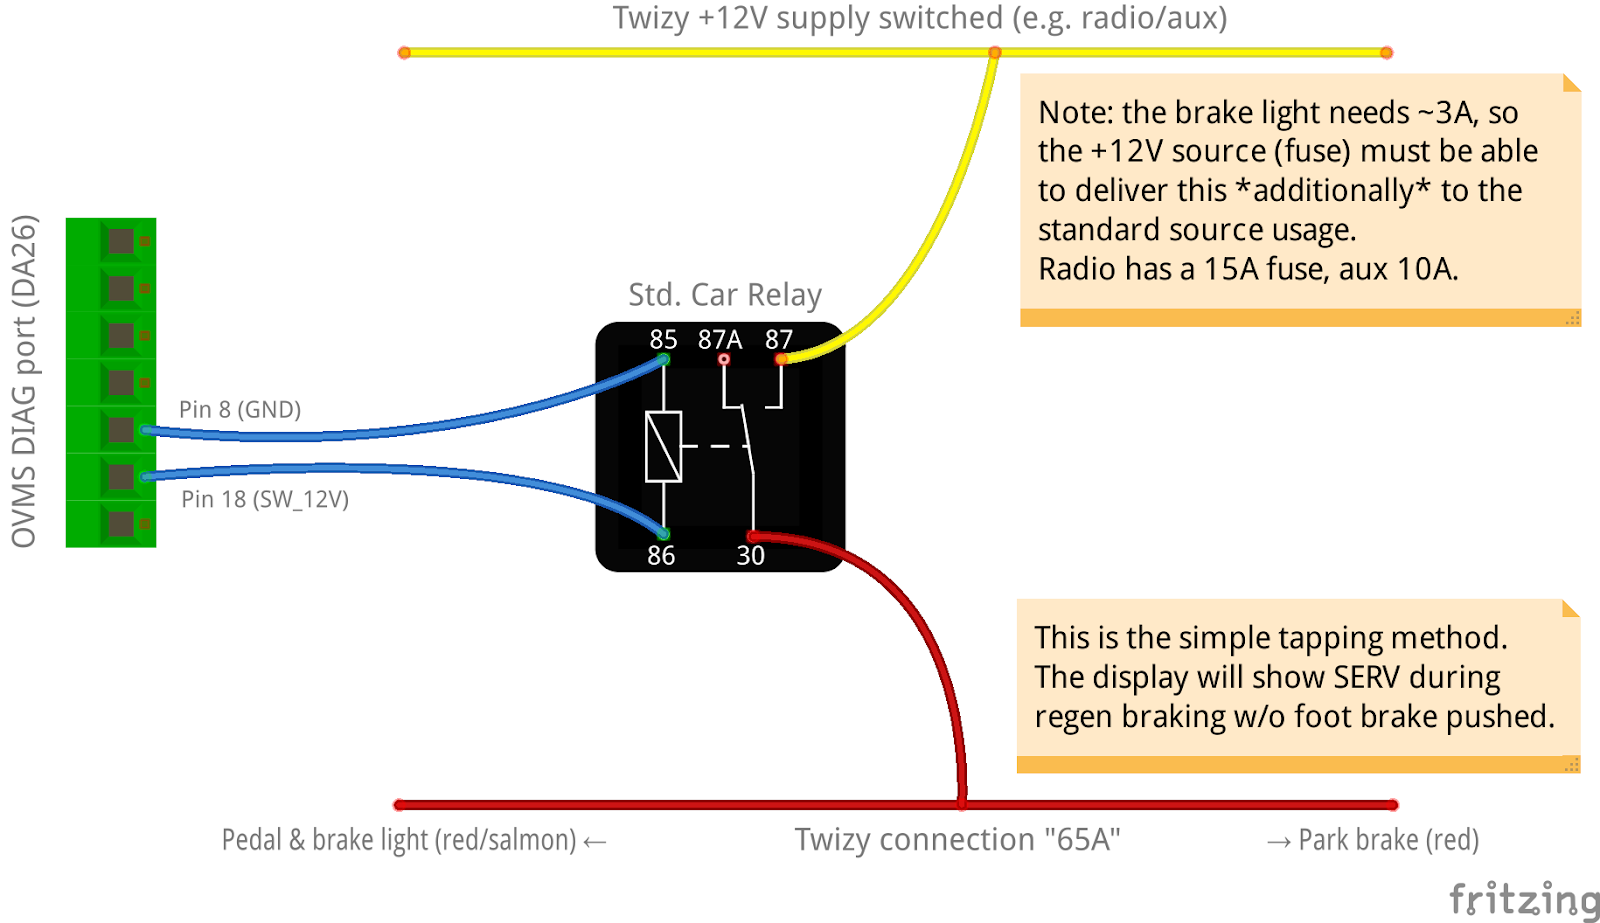 Twizy +12V supply switched (e.g. radio/aux)
Note: the brake light needs ~3A, so
the +12V source (fuse) must be able
to deliver this *additionally* to the
standard source usage.
Radio has a 15A fuse, aux 10A.
OVMS DIAG port (DA26)
Std. Car Relay
85 87A 87
Pin 8 (GND)
Pin 18 (SW_12V)
86 30
This is the simple tapping method.
The display will show SERV during
regen braking w/o foot brake pushed.
Pedal & brake light (red/salmon) ←
Twizy connection "65A"
→ Park brake (red)
fritzing